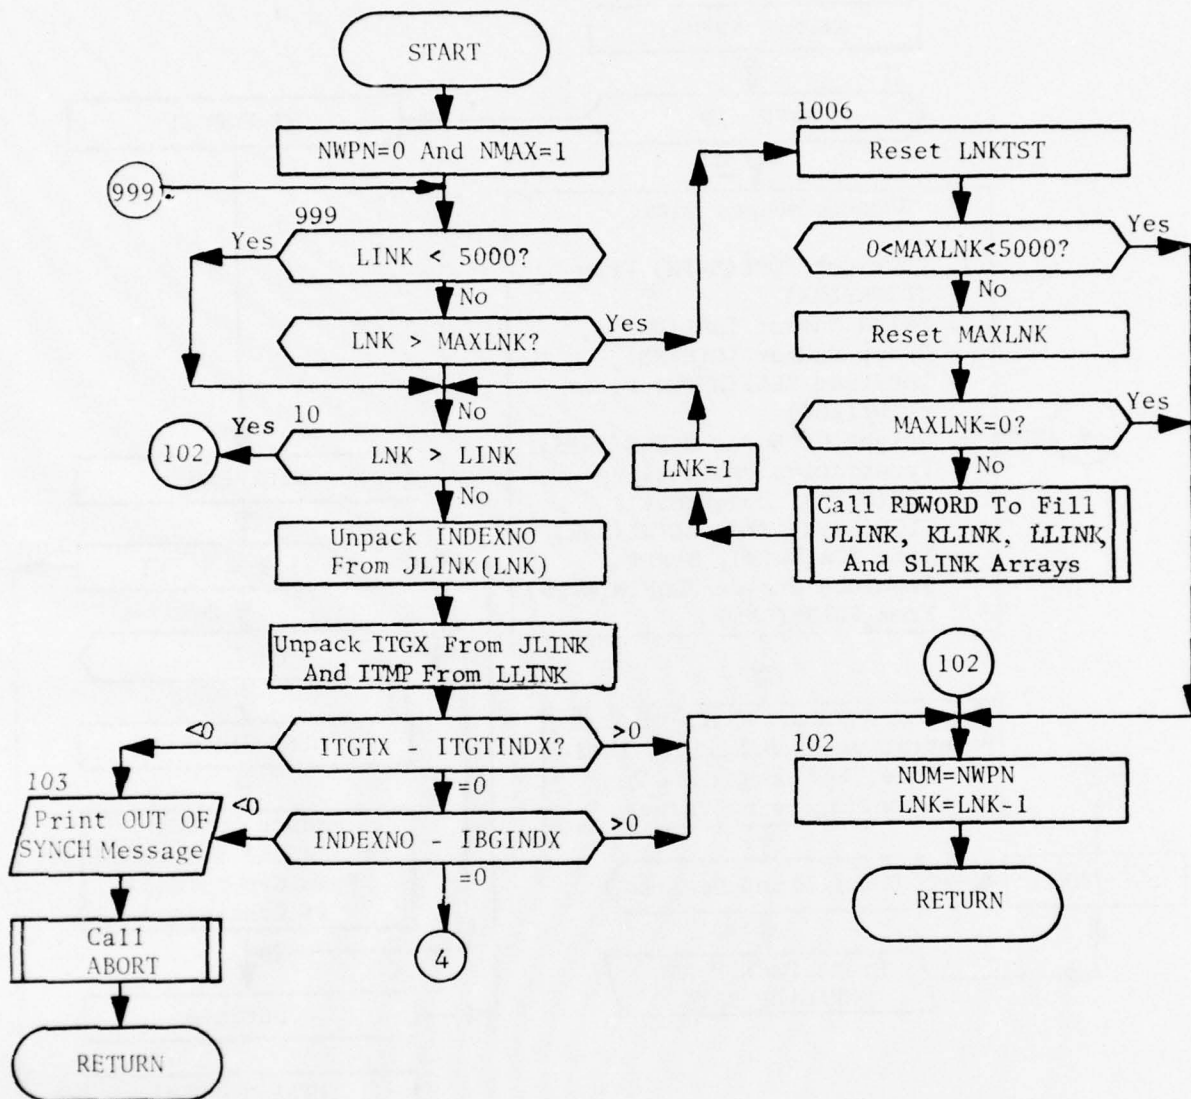 START
NWPN=0 And NMAX=1
999
999
LINK < 5000?
Yes
No
LNK > MAXLNK?
Yes
No
10
LNK > LINK
Yes
102
No
Unpack INDEXNO
From JLINK(LNK)
Unpack ITGX From JLINK
And ITMP From LLINK
ITGTX - ITGTINDX?
<0
>0
=0
INDEXNO - IBGINDX
<0
>0
=0
4
103
Print OUT OF
SYNCH Message
Call
ABORT
RETURN
1006
Reset LNKTST
0<MAXLNK<5000?
Yes
No
Reset MAXLNK
MAXLNK=0?
Yes
No
Call RDWORD To Fill
JLINK, KLINK, LLINK,
And SLINK Arrays
LNK=1
102
102
NUM=NWPN
LNK=LNK-1
RETURN